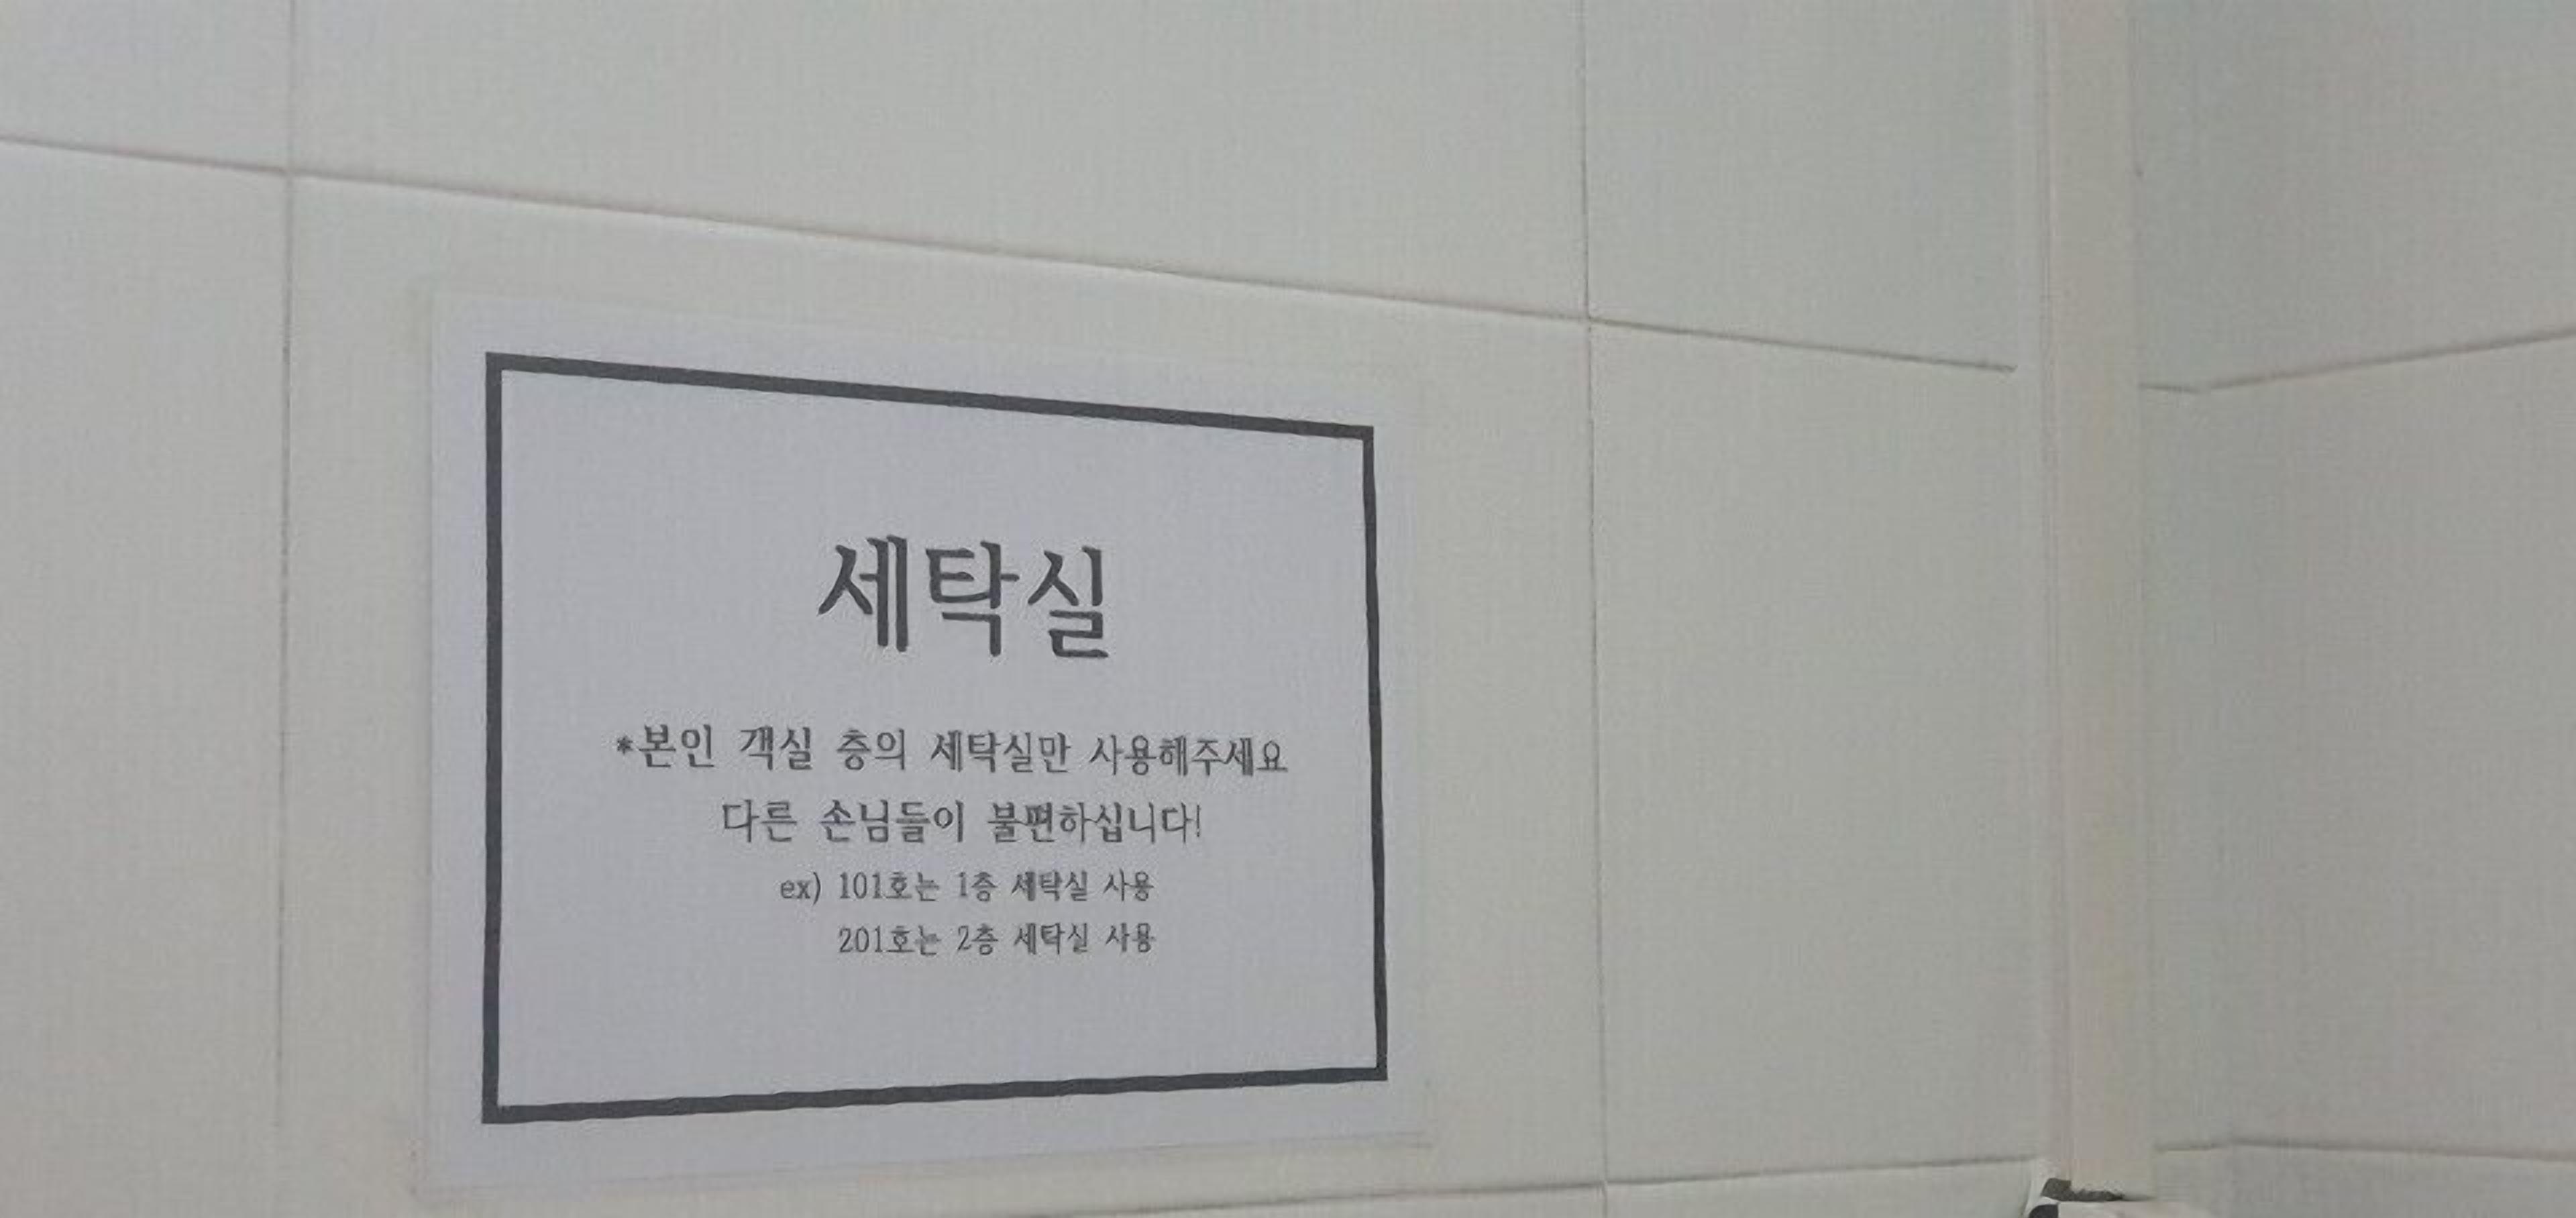 세탁실
*본인 객실 층의 세탁실만 사용해주세요
다른 손님들이 불편하십니다!
ex) 101호는 1층 세탁실 사용
201호는 2층 세탁실 사용